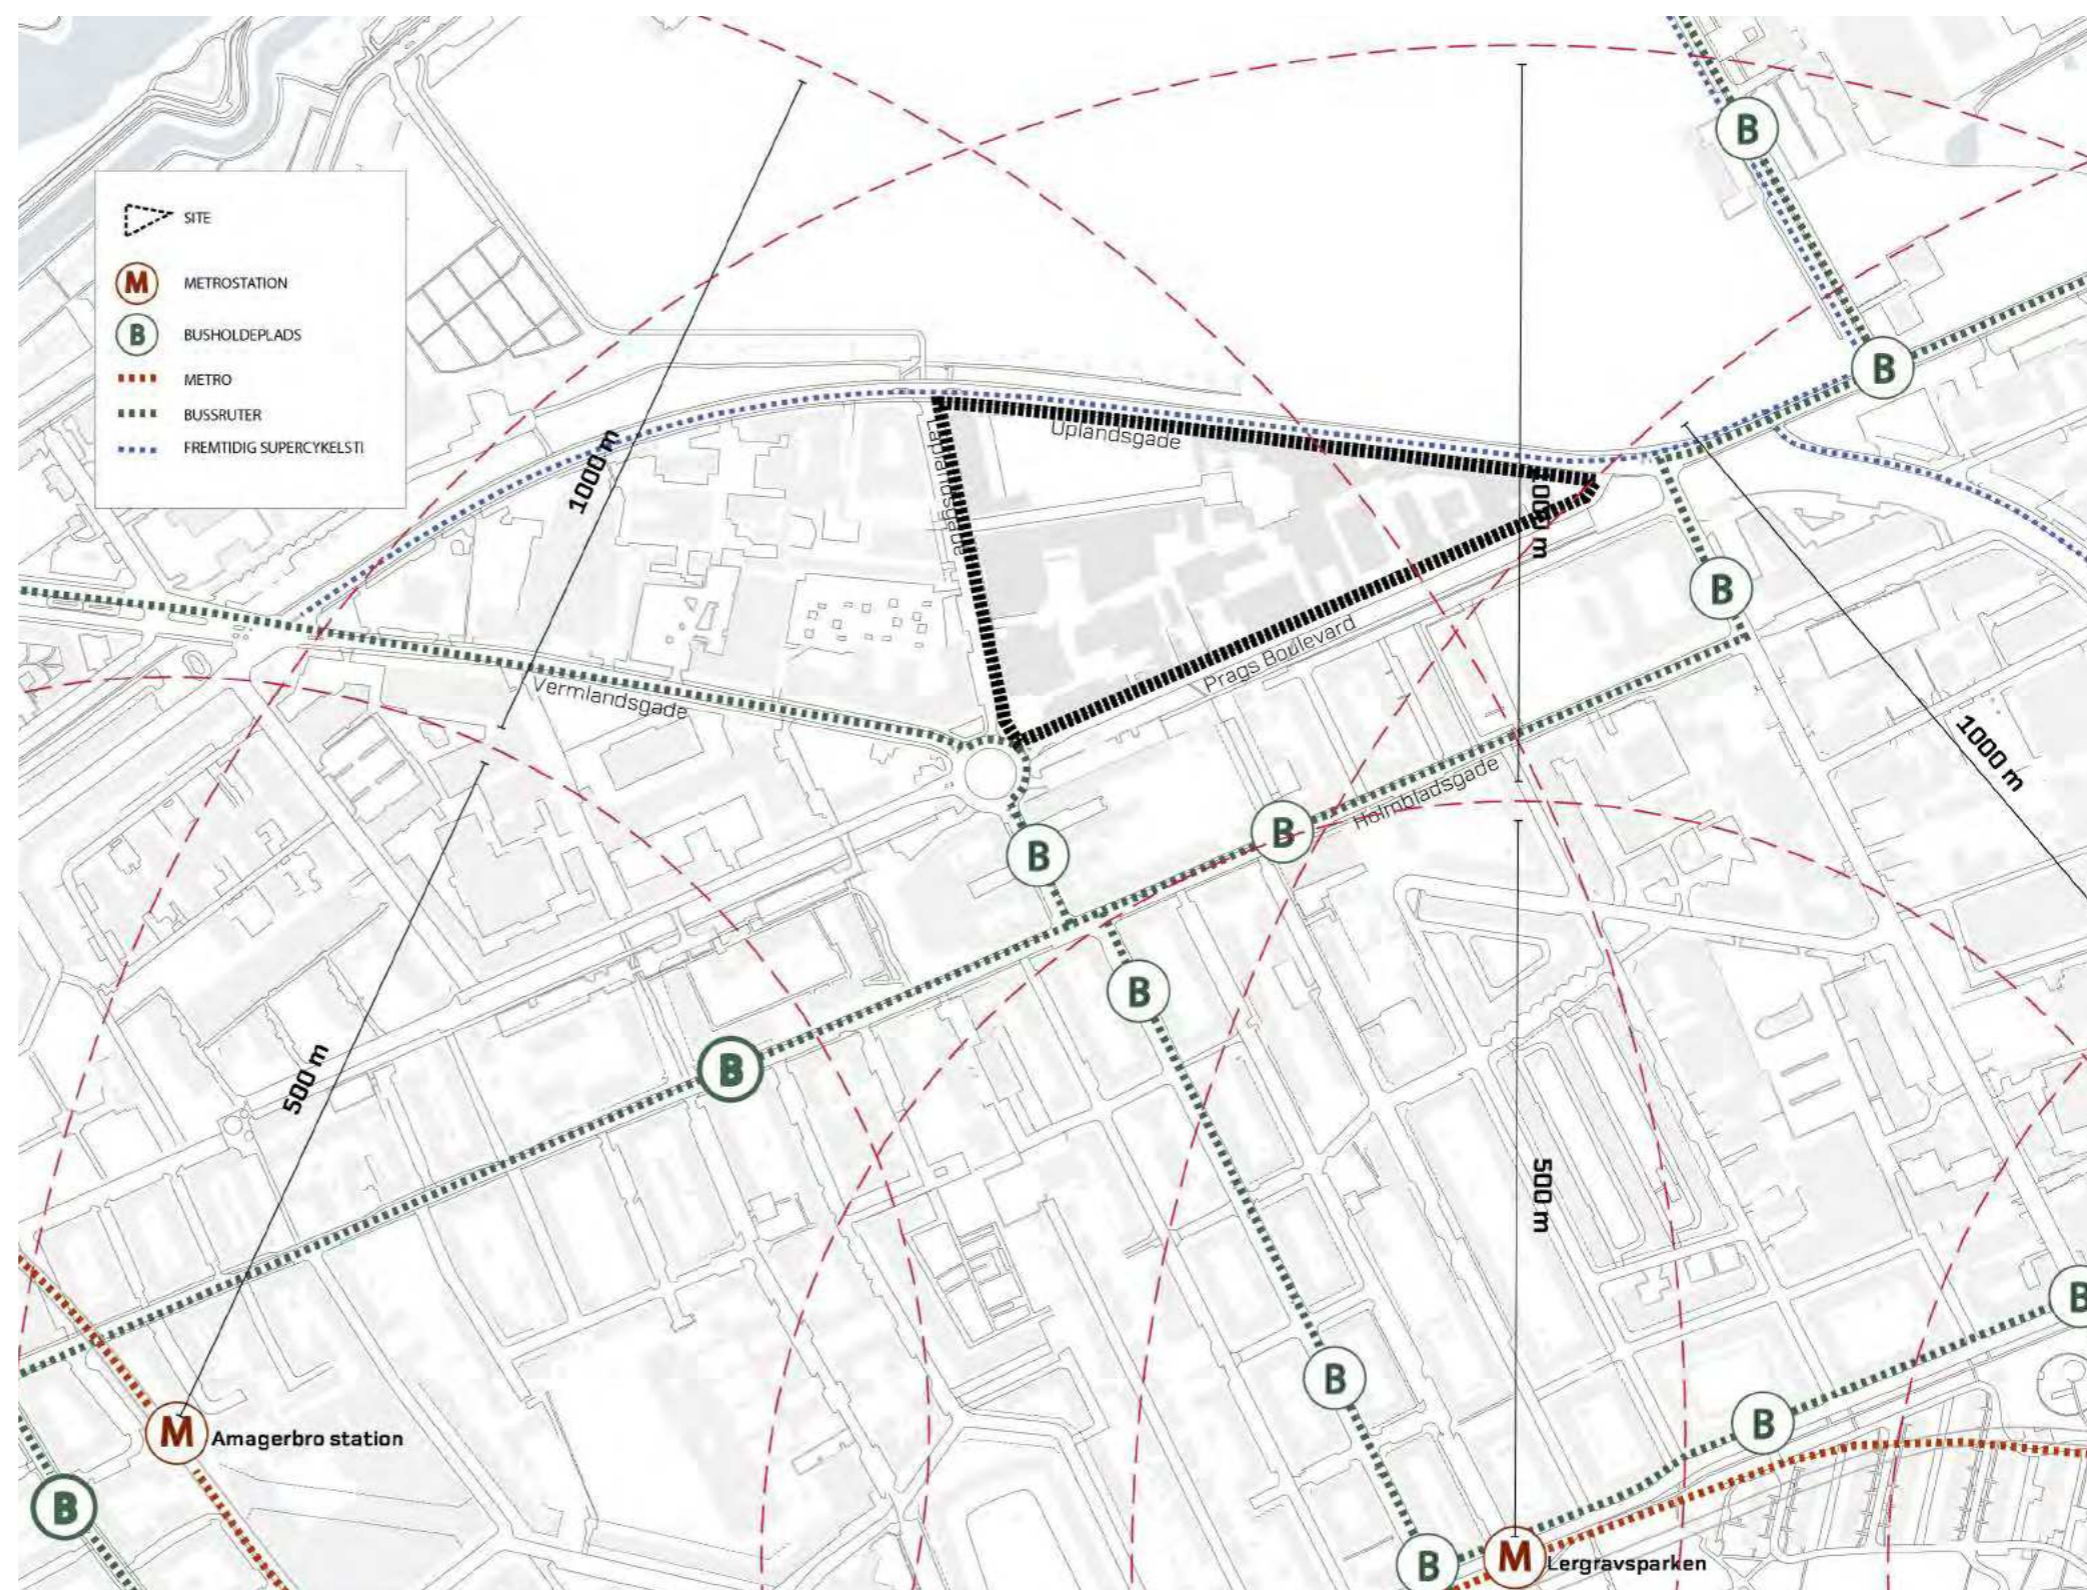 SITE
M METROSTATION
B BUSHOLDEPLADS
METRO
BUSSRUTER
FREMTIDIG SUPERCYKELSTI
B
B
1000 m
Uplandsgade
Laplandsgade
1000 m
B
Prags Boulevard
Vermlandsgade
1000 m
Holmbladsgade
B
B
B
B
500 m
500 m
B
B
B
M Amagerbro station
B
B
M Lergravsparken